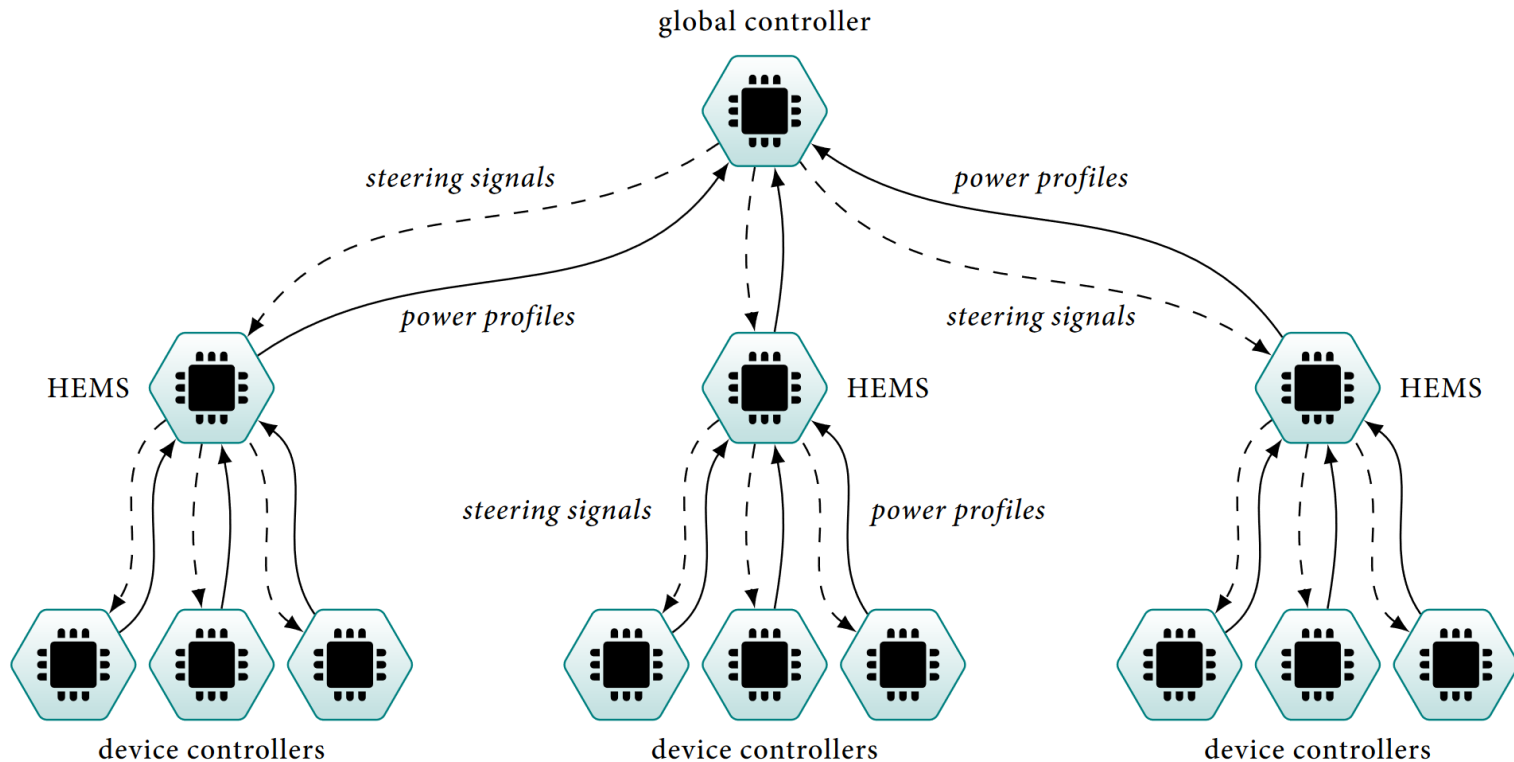 global controller
steering signals
power profiles
power profiles
steering signals
HEMS
HEMS
HEMS
steering signals
power profiles
device controllers
device controllers
device controllers